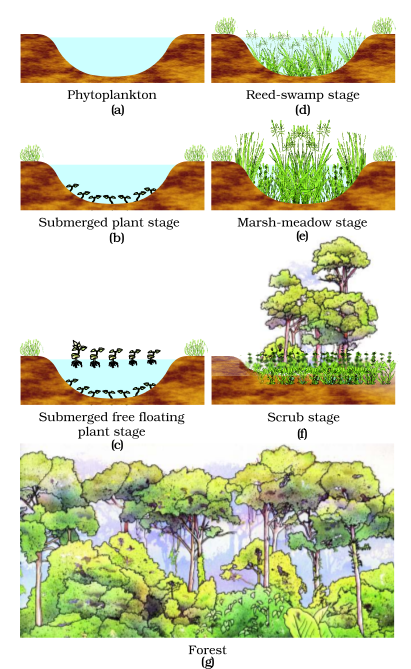 Phytoplankton
(a)
Submerged plant stage
(b)
Submerged free floating
plant stage
(c)
Reed-swamp stage
(d)
Marsh-meadow stage
(e)
Scrub stage
(f)
Forest
(g)